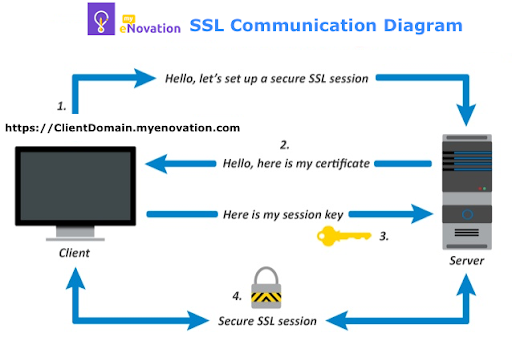 my
eNovation
SSL Communication Diagram
Hello, let's set up a secure SSL session
1.
https://ClientDomain.myenovation.com
2.
Hello, here is my certificate
Here is my session key
3.
Client
Server
4.
Secure SSL session